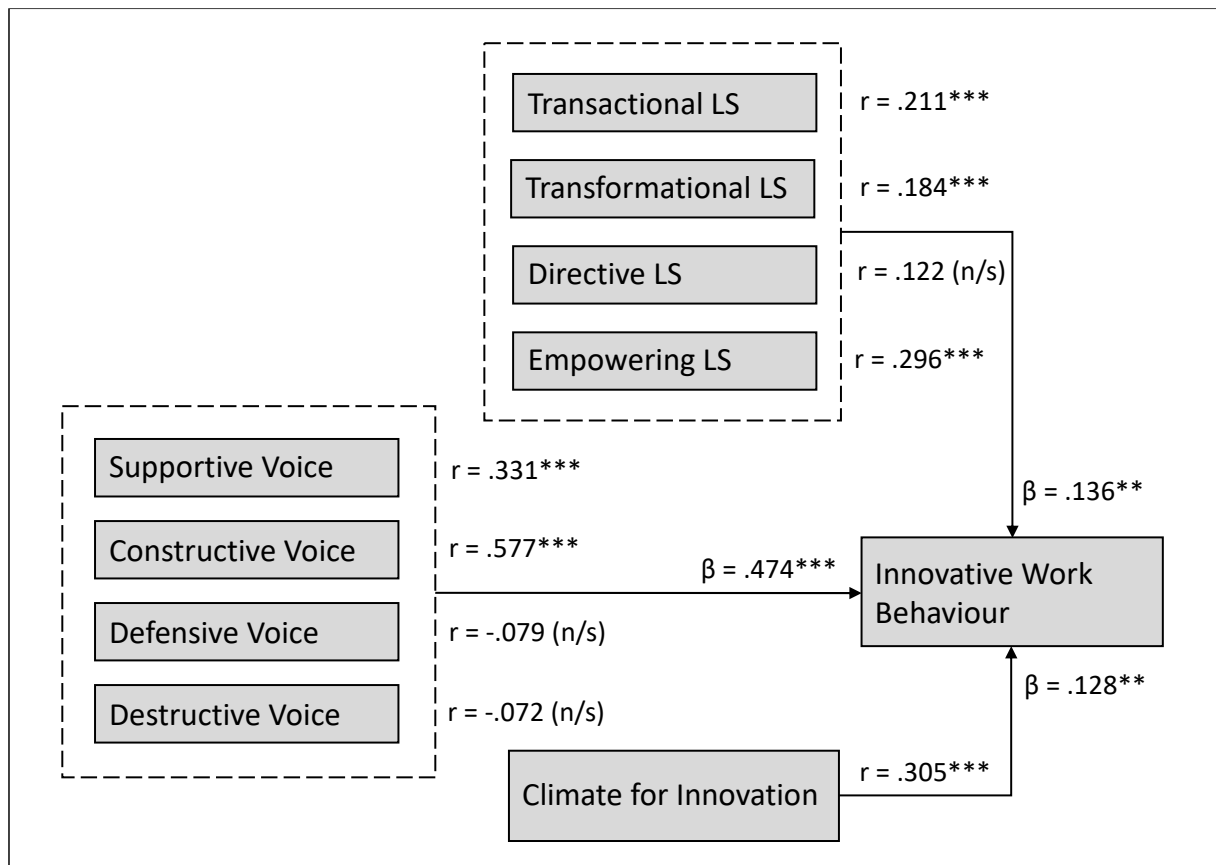 Transactional LS
r = .211***
Transformational LS
r = .184***
Directive LS
r = .122 (n/s)
Empowering LS
r = .296***
Supportive Voice
r = .331***
Constructive Voice
r = .577***
Defensive Voice
r = -.079 (n/s)
Destructive Voice
r = -.072 (n/s)
β = .474***
β = .136**
Innovative Work
Behaviour
β = .128**
Climate for Innovation
r = .305***